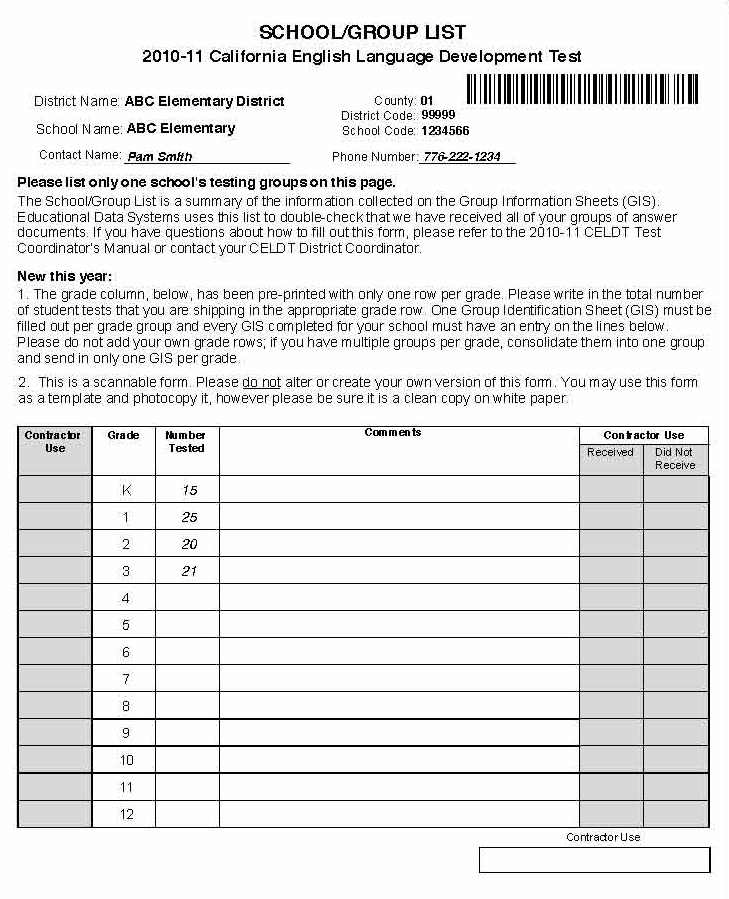 SCHOOL/GROUP LIST
2010-11 California English Language Development Test
District Name: ABC Elementary District
County: 01
District Code: 99999
School Name: ABC Elementary
School Code: 1234566
Contact Name: Pam Smith
Phone Number: 776-222-1234
Please list only one school's testing groups on this page.
The School/Group List is a summary of the information collected on the Group Information Sheets (GIS).
Educational Data Systems uses this list to double-check that we have received all of your groups of answer
documents. If you have questions about how to fill out this form, please refer to the 2010-11 CELDT Test
Coordinator's Manual or contact your CELDT District Coordinator.
New this year:
1. The grade column, below, has been pre-printed with only one row per grade. Please write in the total number
of student tests that you are shipping in the appropriate grade row. One Group Identification Sheet (GIS) must be
filled out per grade group and every GIS completed for your school must have an entry on the lines below.
Please do not add your own grade rows; if you have multiple groups per grade, consolidate them into one group
and send in only one GIS per grade.
2. This is a scannable form. Please do not alter or create your own version of this form. You may use this form
as a template and photocopy it, however please be sure it is a clean copy on white paper.
Contractor Use Grade Number Tested Comments Contractor Use
Received Did Not Receive
K 15
1 25
2 20
3 21
4
5
6
7
8
9
10
11
12
Contractor Use